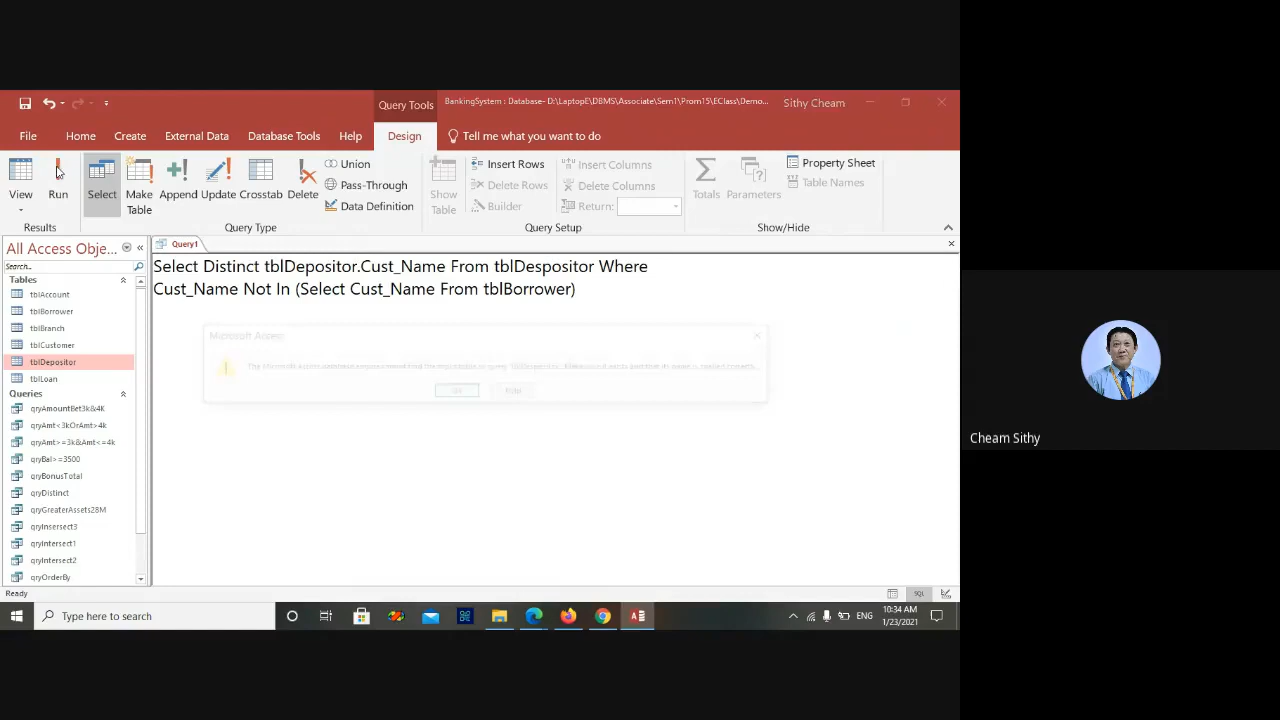 Query Tools
BankingSystem : Database- D:\LaptopE\DBMS\Associate\Sem1\Prom15\EClass\Demo...
Sithy Cheam
File
Home
Create
External Data
Database Tools
Help
Design
Tell me what you want to do
View
Run
Select
Make Table
Append
Update
Crosstab
Delete
Union
Pass-Through
Data Definition
Show Table
Insert Rows
Delete Rows
Builder
Insert Columns
Delete Columns
Return:
Totals
Parameters
Property Sheet
Table Names
Results
Query Type
Query Setup
Show/Hide
All Access Obje...
Search...
Tables
tblAccount
tblBorrower
tblBranch
tblCustomer
tblDepositor
tblLoan
Queries
qryAmountBet3k&4K
qryAmt<3kOrAmt>4k
qryAmt>=3k&Amt<=4k
qryBal>=3500
qryBonusTotal
qryDistinct
qryGreaterAssets28M
qryInsersect3
qryIntersect1
qryIntersect2
qryOrderBy
Query1
Select Distinct tblDepositor.Cust_Name From tblDespositor Where
Cust_Name Not In (Select Cust_Name From tblBorrower)
Microsoft Access
Ready
SQL
Type here to search
ENG
10:34 AM
1/23/2021
Cheam Sithy